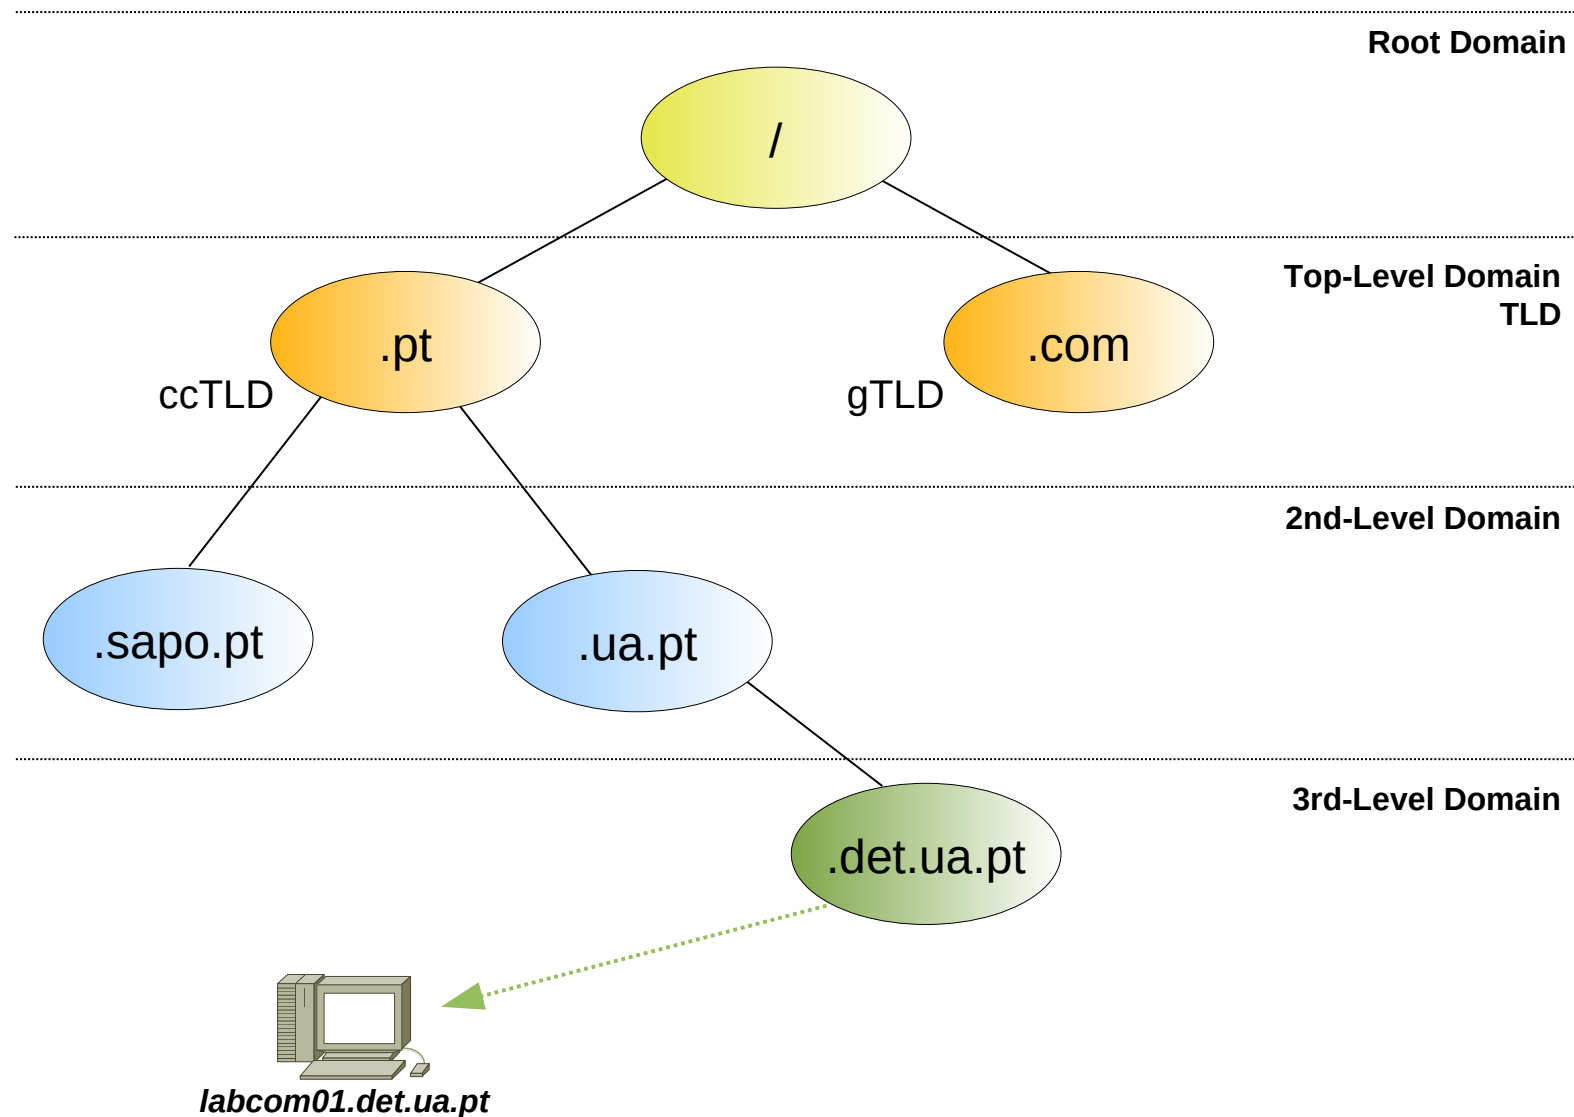 Root Domain
/
Top-Level Domain
TLD
.pt
.com
ccTLD
gTLD
2nd-Level Domain
.sapo.pt
.ua.pt
3rd-Level Domain
.det.ua.pt
labcom01.det.ua.pt